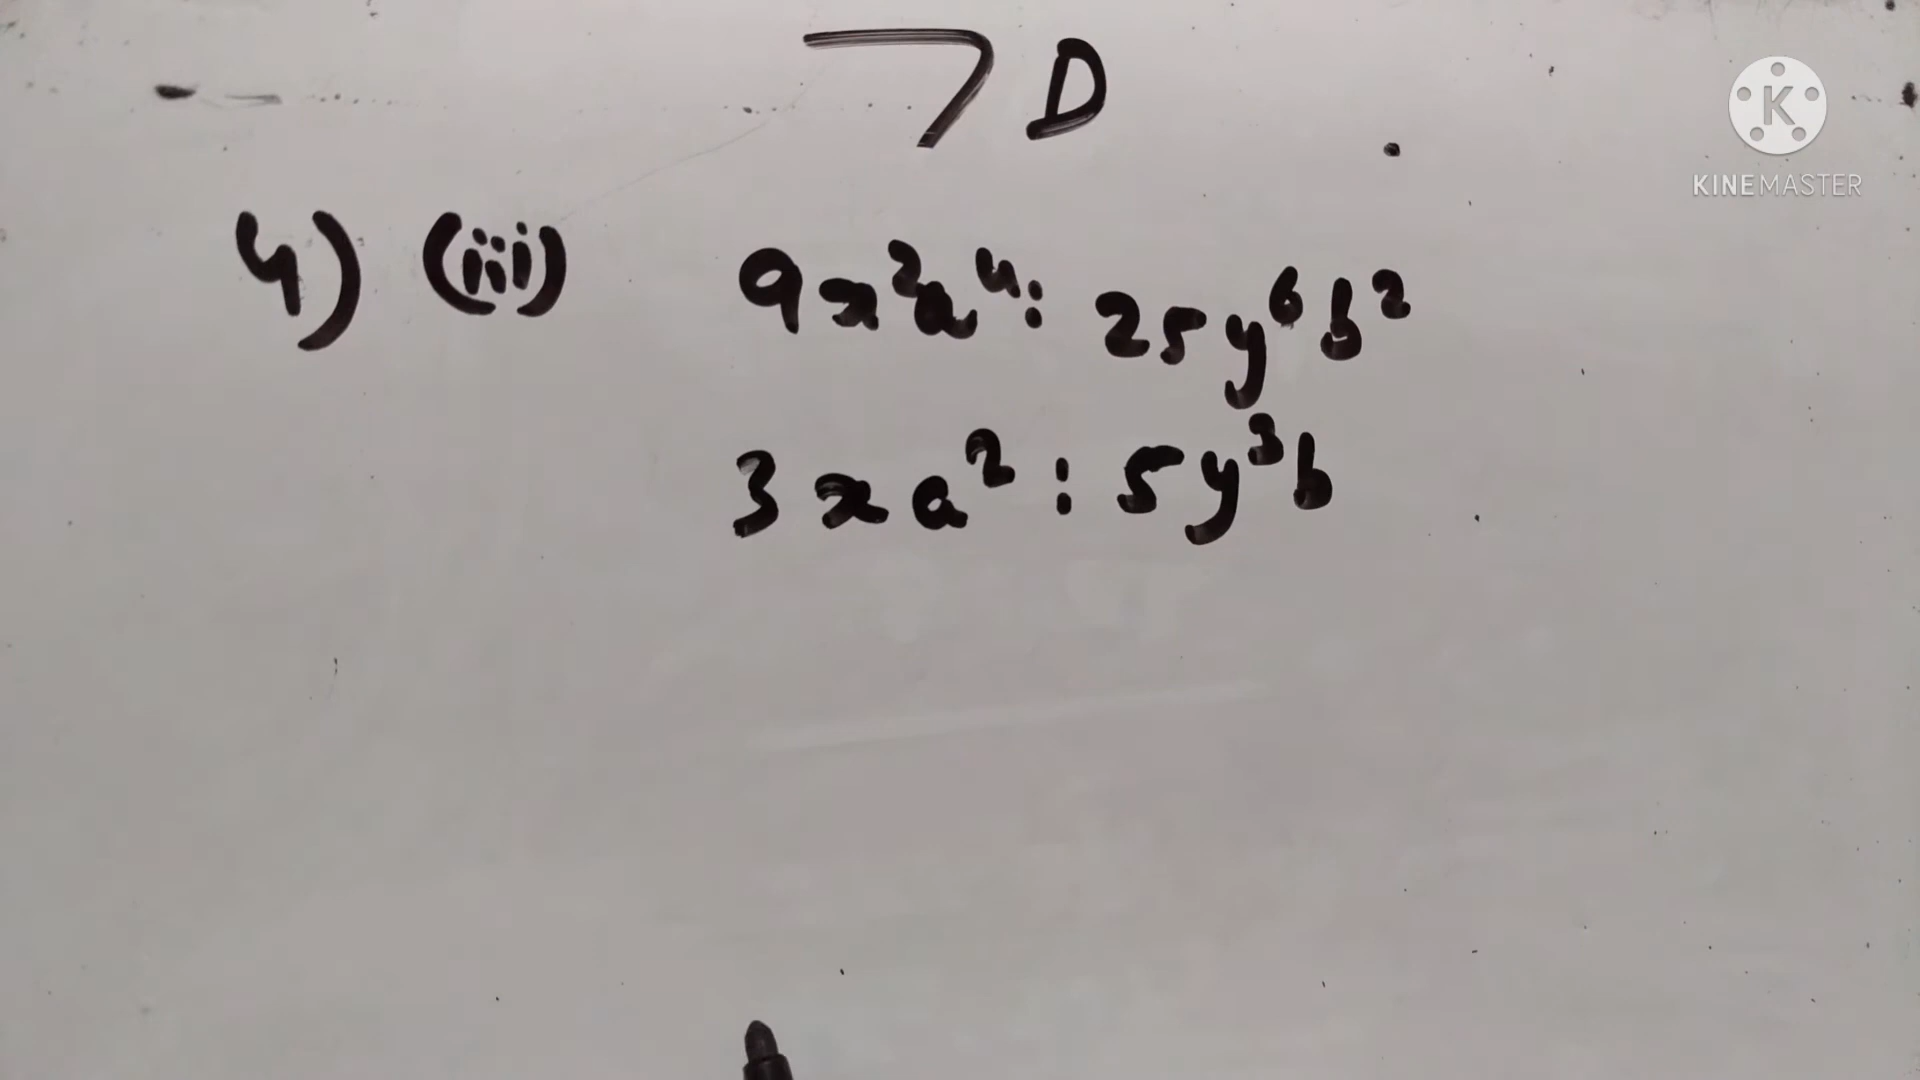 7D
4) (iii) 9x²a⁴ : 25y⁶b²
3xa² : 5y³b
K
KINEMASTER